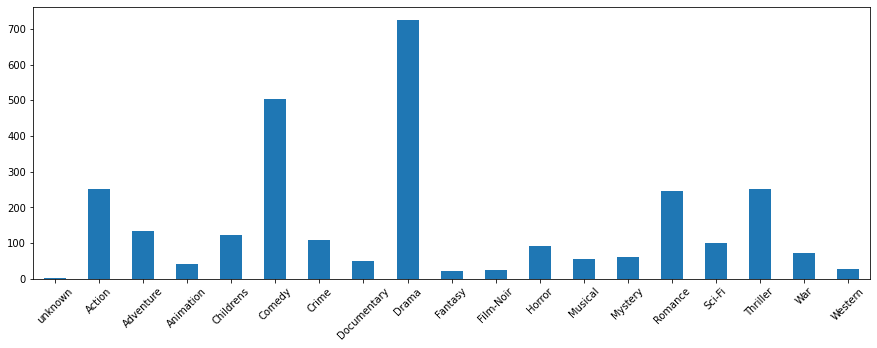 700
600
500
400
300
200
100
0
unknown
Action
Adventure
Animation
Childrens
Comedy
Crime
Documentary
Drama
Fantasy
Film-Noir
Horror
Musical
Mystery
Romance
Sci-Fi
Thriller
War
Western